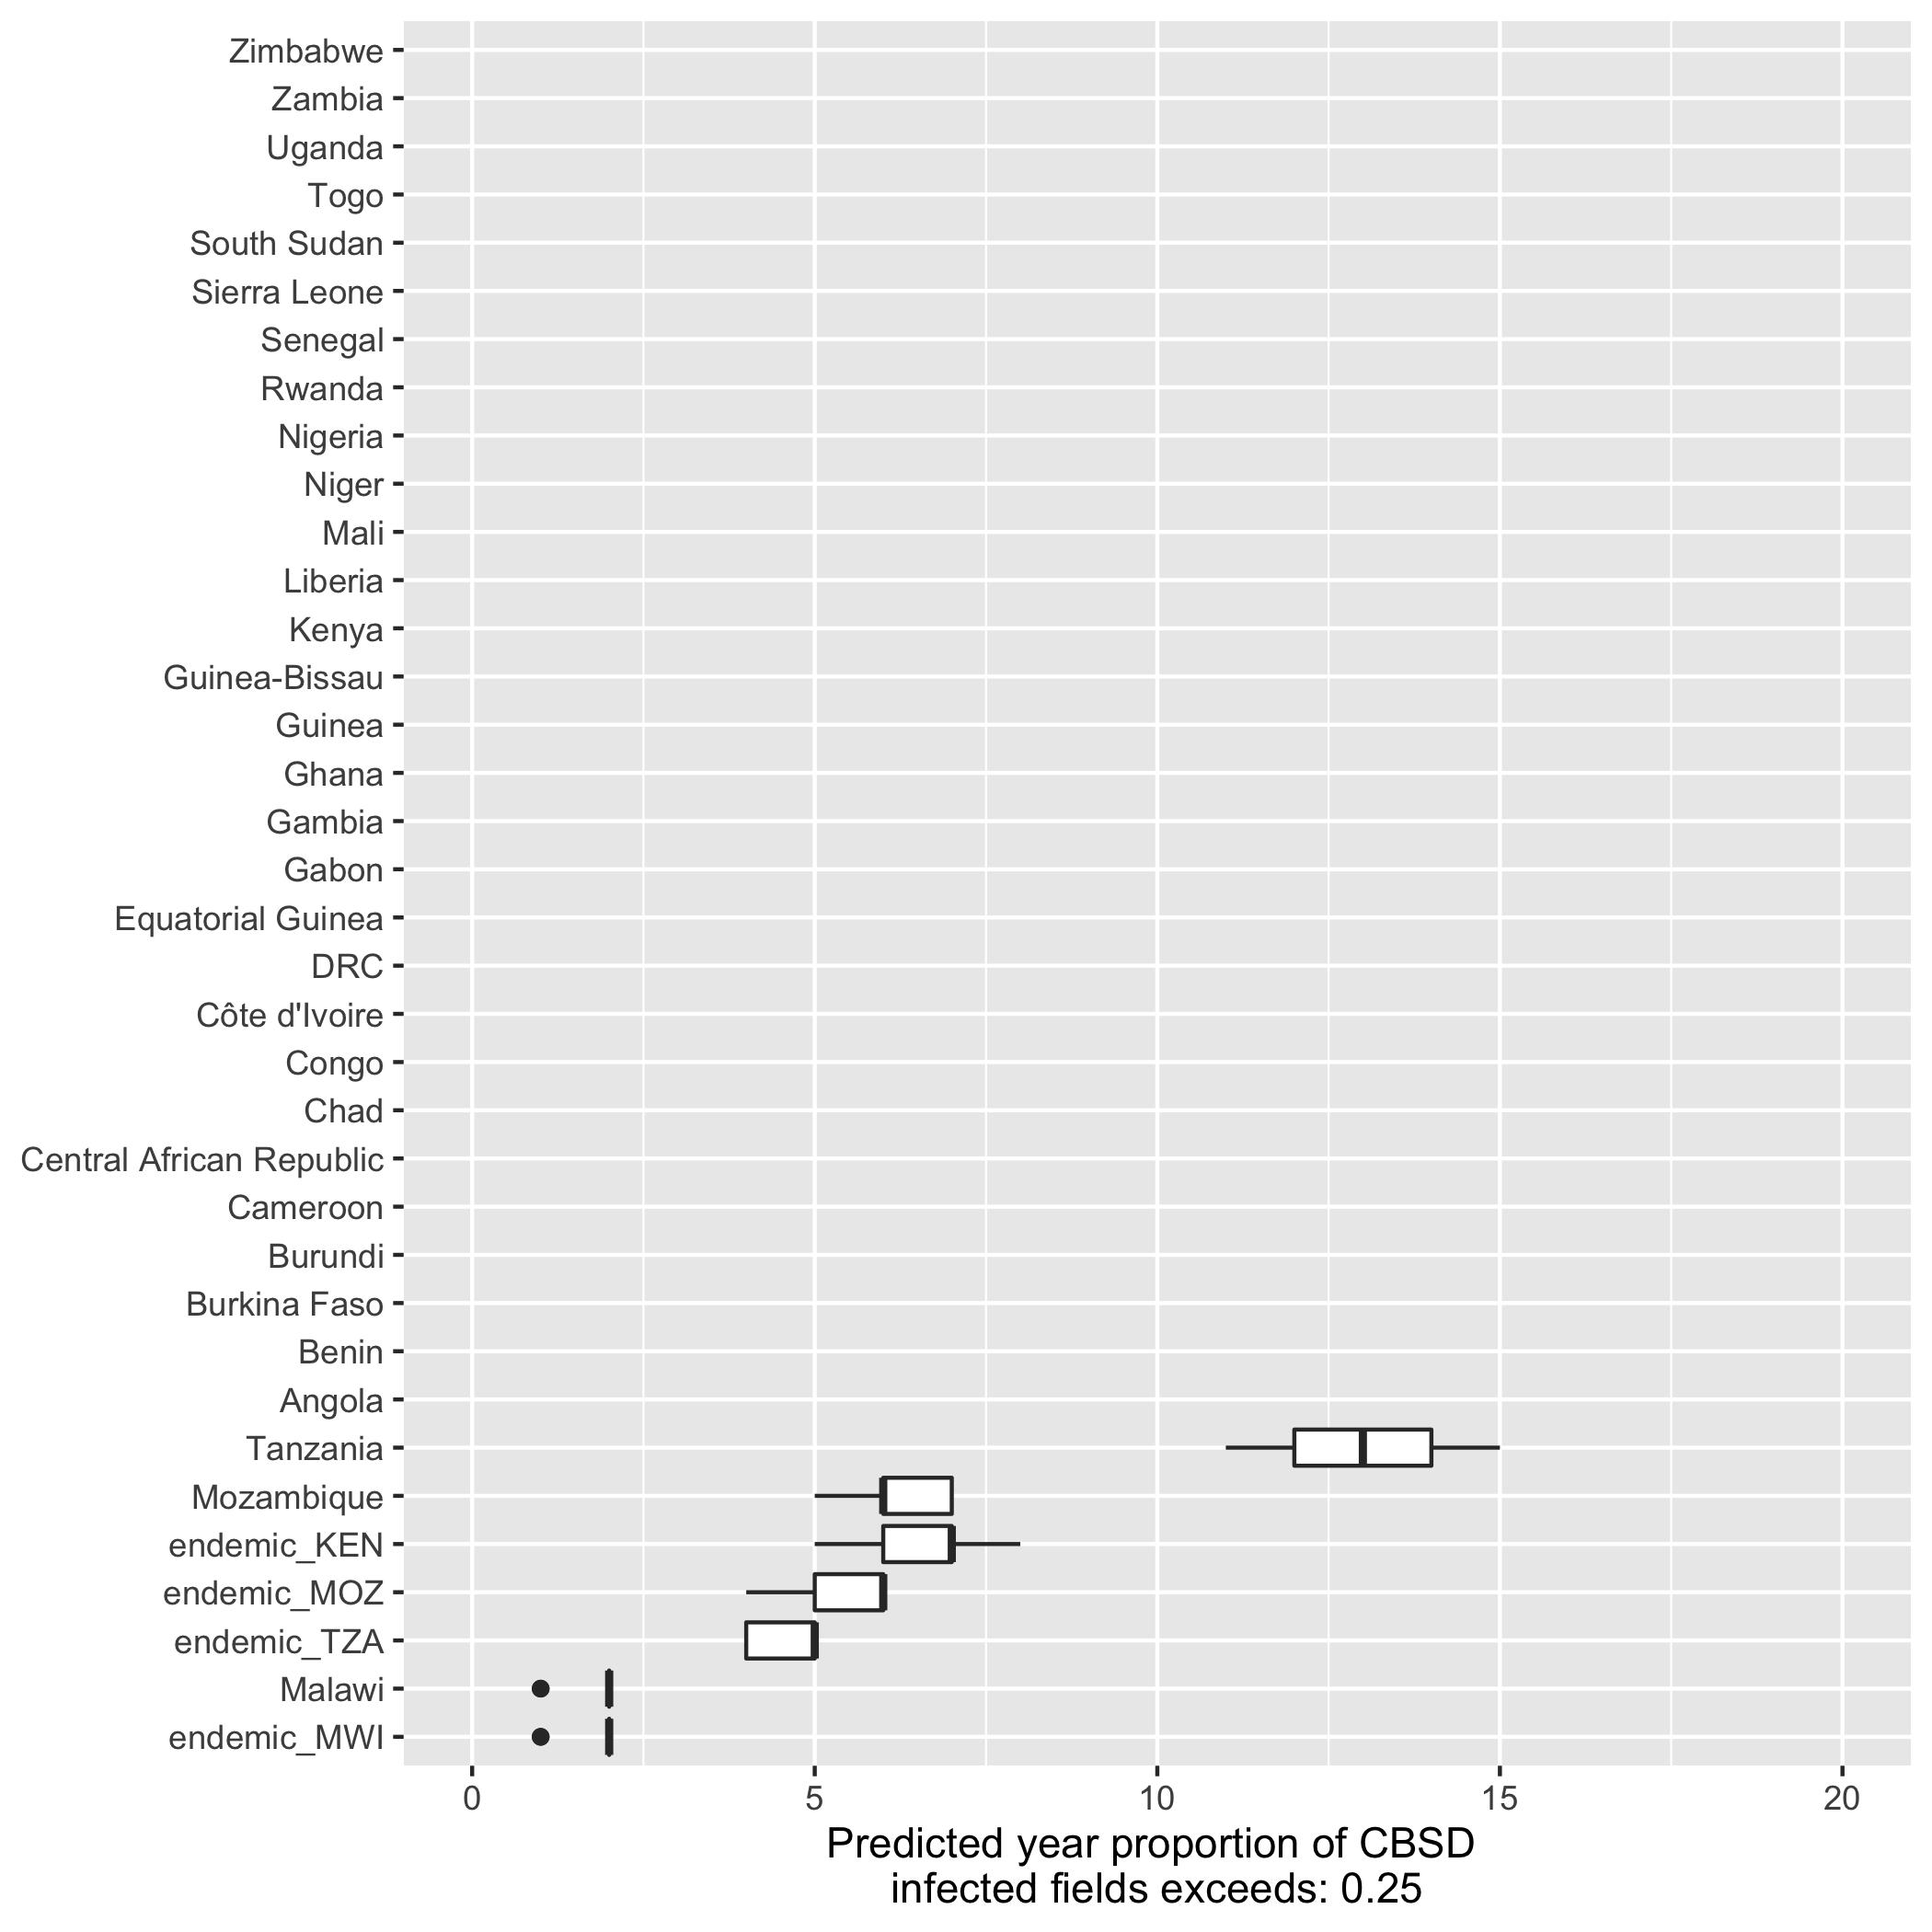 Zimbabwe
Zambia
Uganda
Togo
South Sudan
Sierra Leone
Senegal
Rwanda
Nigeria
Niger
Mali
Liberia
Kenya
Guinea-Bissau
Guinea
Ghana
Gambia
Gabon
Equatorial Guinea
DRC
Côte d'Ivoire
Congo
Chad
Central African Republic
Cameroon
Burundi
Burkina Faso
Benin
Angola
Tanzania
Mozambique
endemic_KEN
endemic_MOZ
endemic_TZA
Malawi
endemic_MWI
0 5 10 15 20
Predicted year proportion of CBSD
infected fields exceeds: 0.25